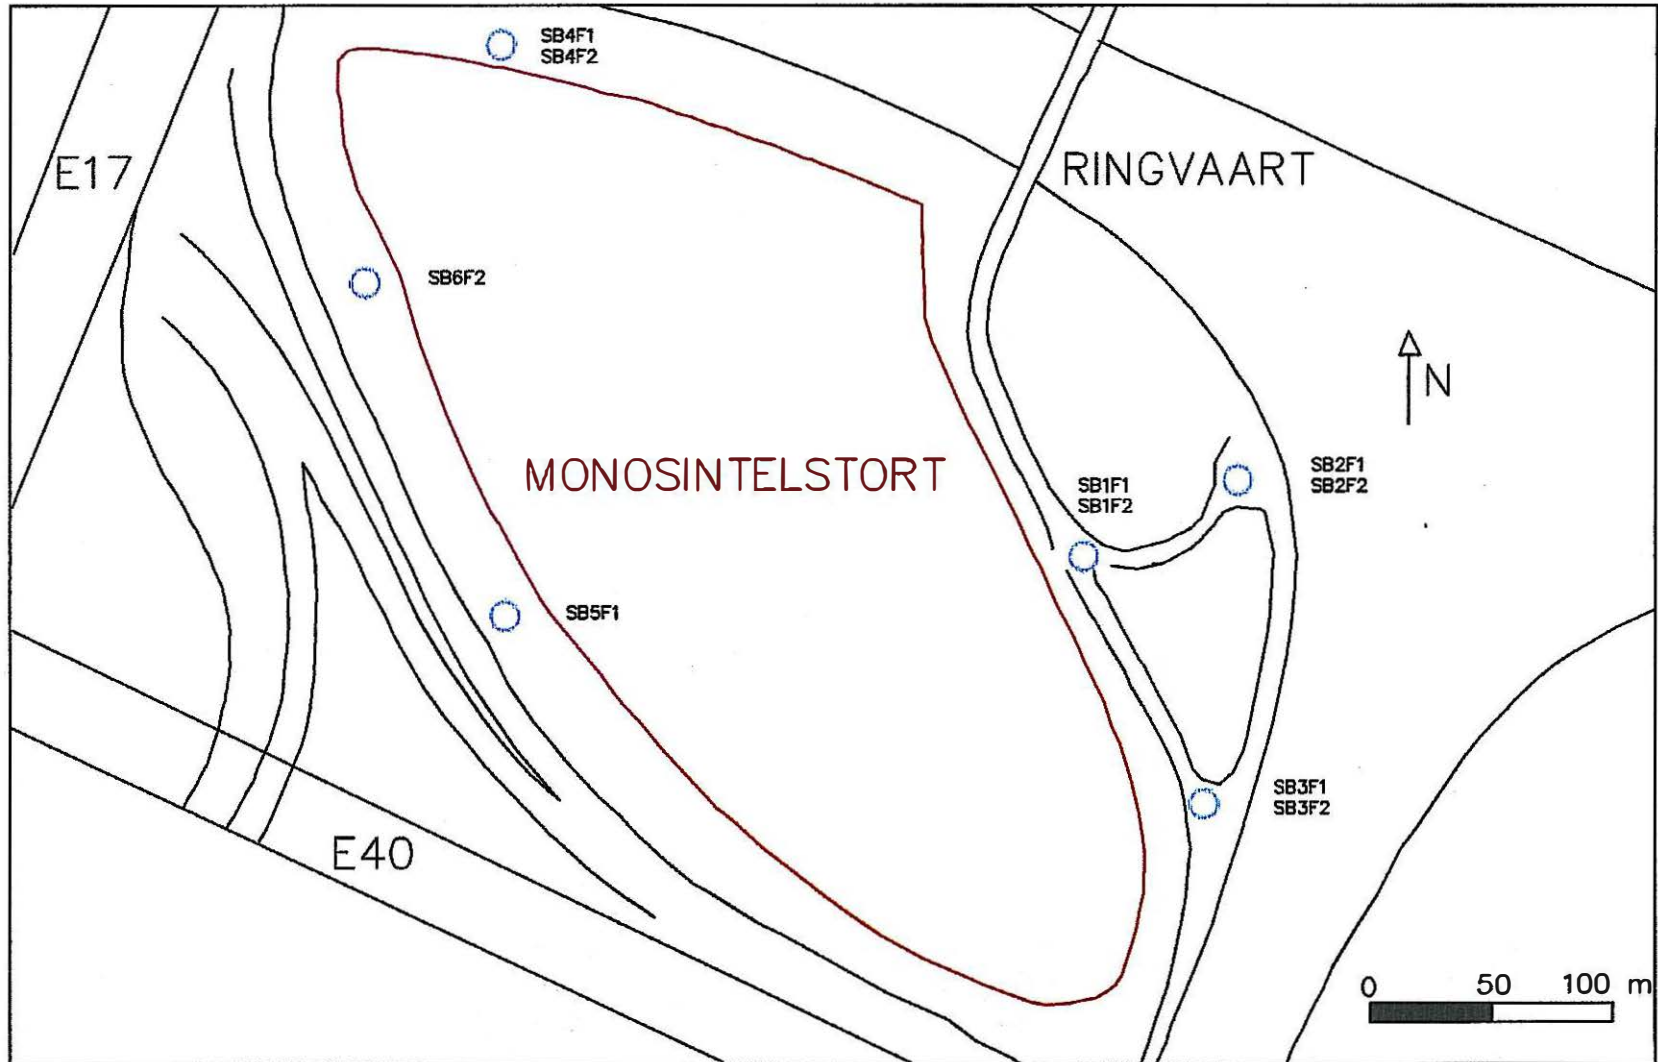 SB4F1
SB4F2
E17
RINGVAART
SB6F2
N
MONOSINTELSTORT
SB1F1
SB1F2
SB2F1
SB2F2
SB5F1
SB3F1
SB3F2
E40
0 50 100 m